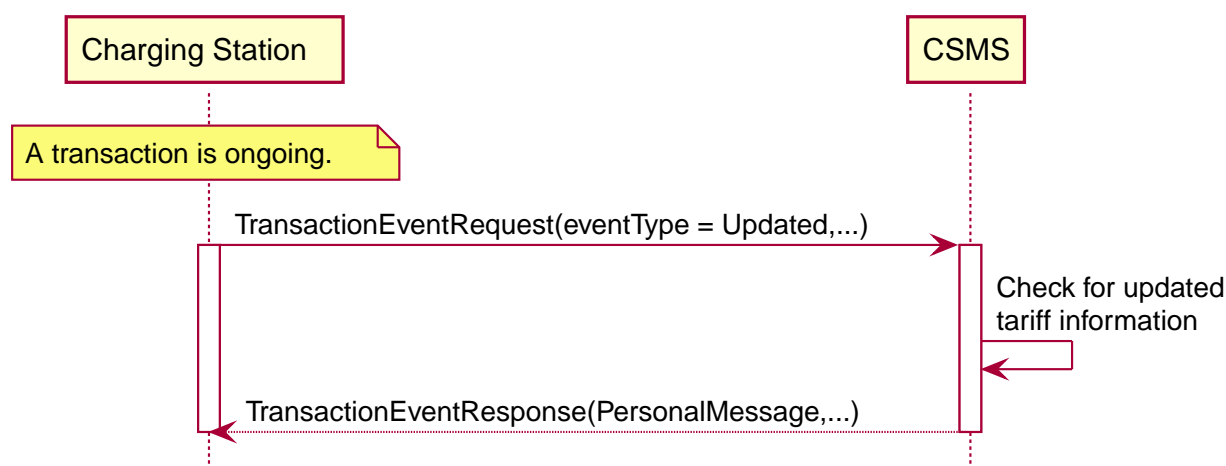 Charging Station
CSMS
A transaction is ongoing.
TransactionEventRequest(eventType = Updated,...)
Check for updated
tariff information
TransactionEventResponse(PersonalMessage,...)